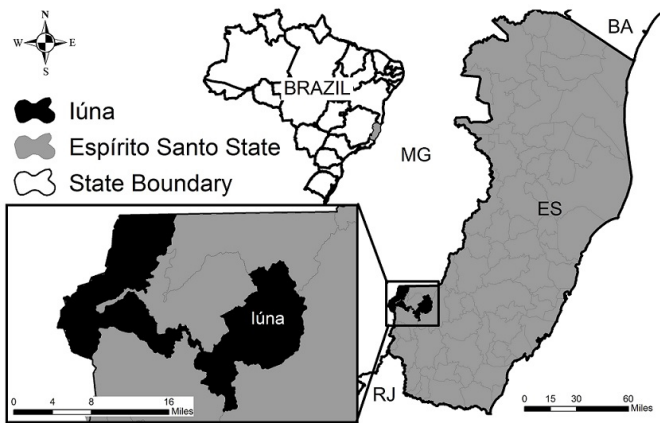 N
W E
S
BRAZIL
BA
Iúna
Espírito Santo State
State Boundary
MG
ES
Iúna
RJ
0 4 8 16
Miles
0 15 30 60
Miles